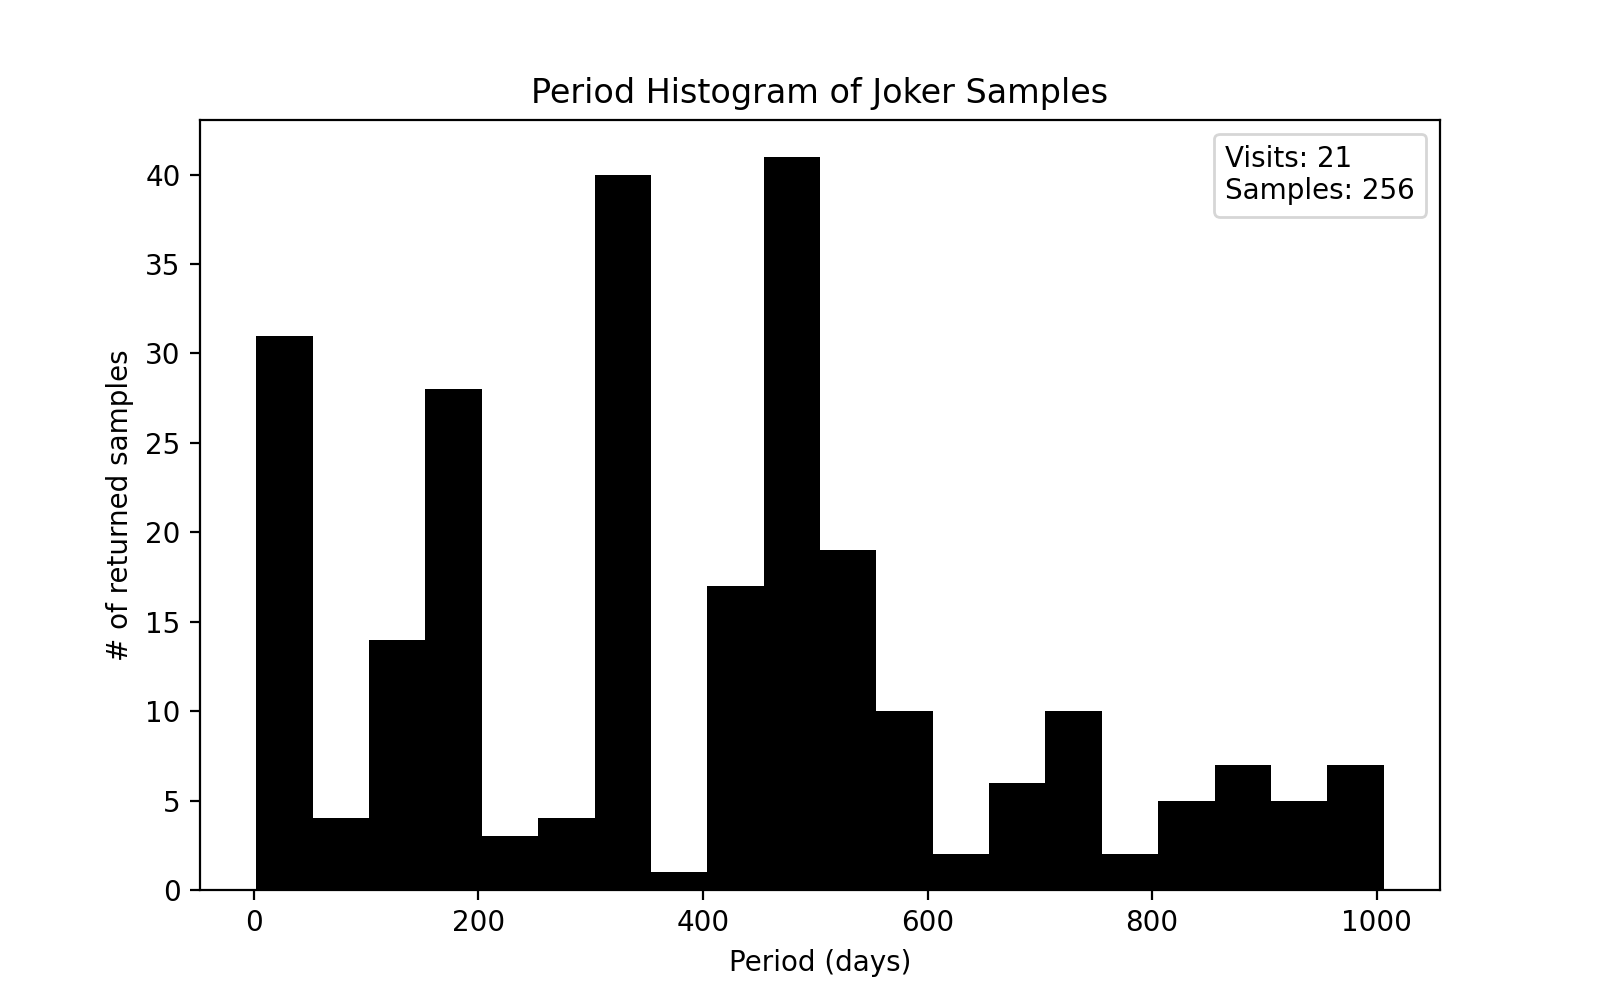 Period Histogram of Joker Samples
Visits: 21
Samples: 256
# of returned samples
40
35
30
25
20
15
10
5
0
0 200 400 600 800 1000
Period (days)